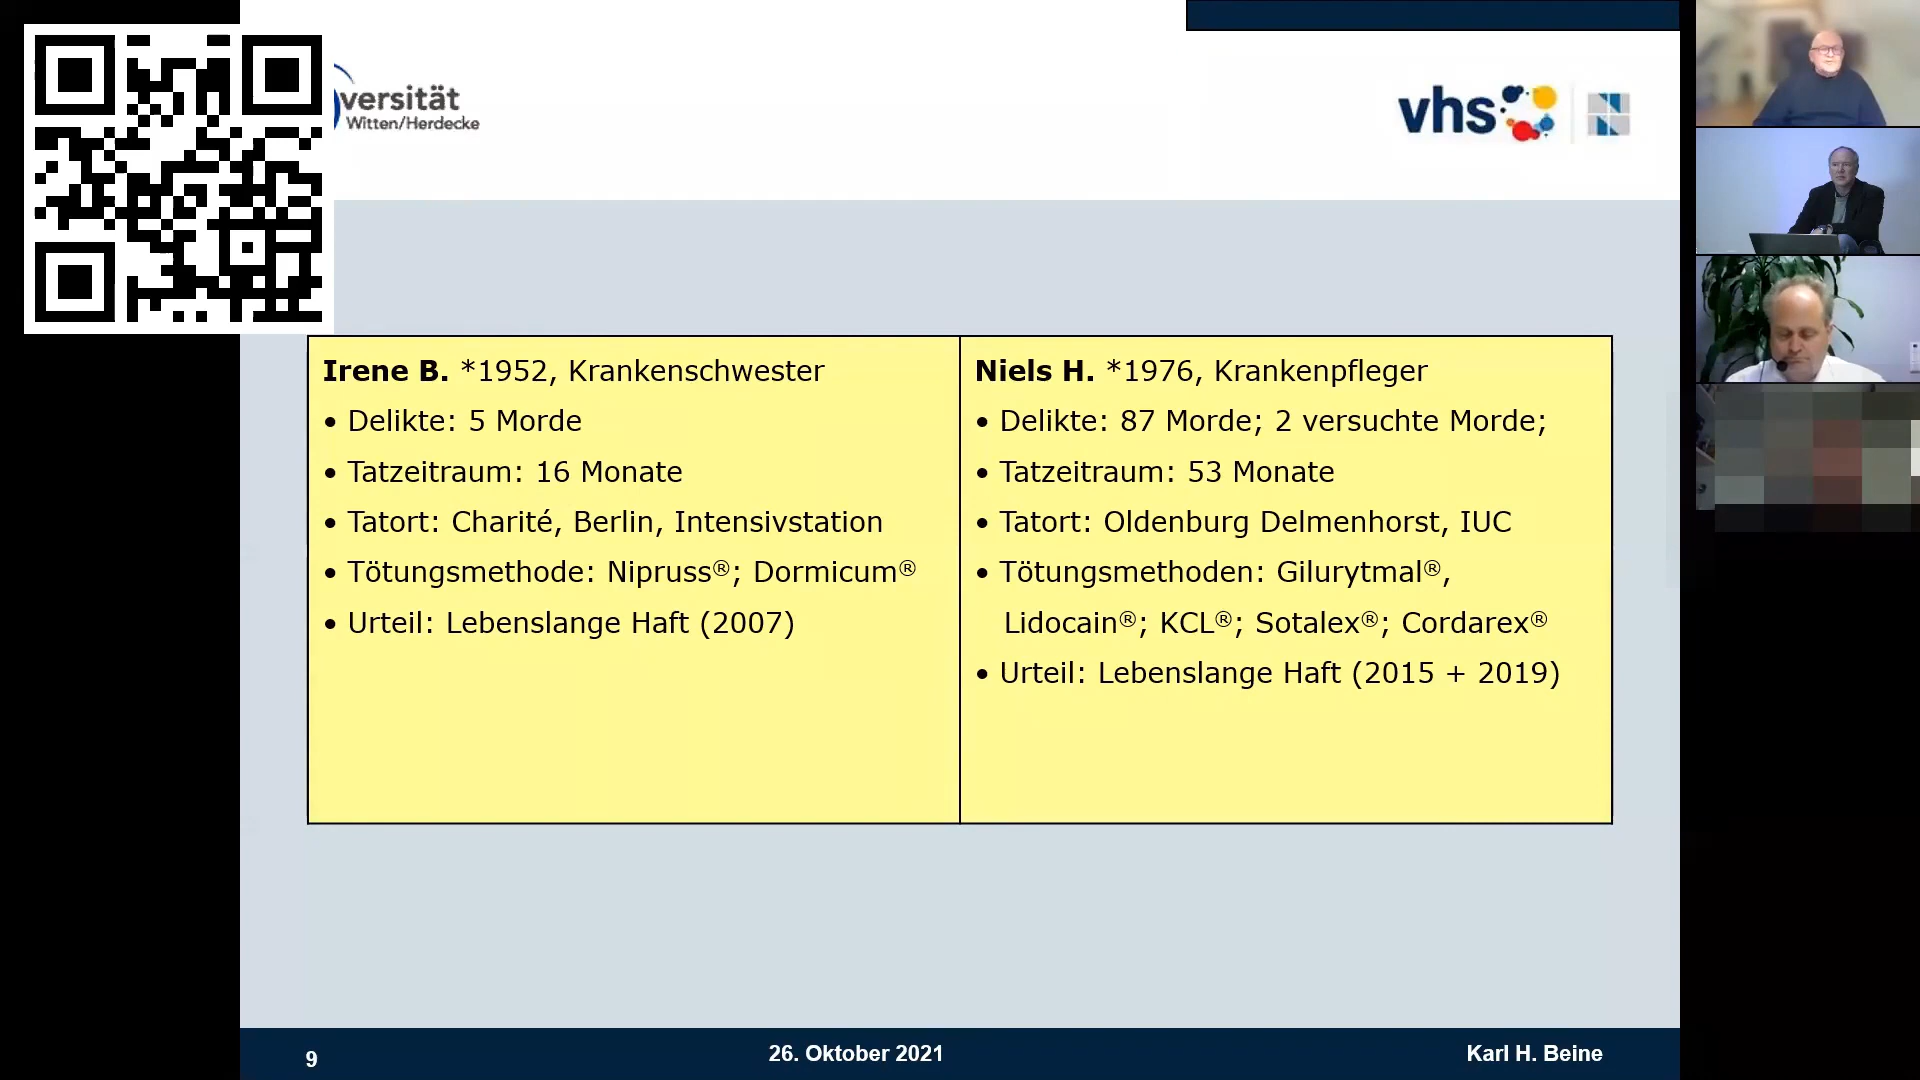 versität
Witten/Herdecke
vhs
Irene B. *1952, Krankenschwester
• Delikte: 5 Morde
• Tatzeitraum: 16 Monate
• Tatort: Charité, Berlin, Intensivstation
• Tötungsmethode: Nipruss®; Dormicum®
• Urteil: Lebenslange Haft (2007)
Niels H. *1976, Krankenpfleger
• Delikte: 87 Morde; 2 versuchte Morde;
• Tatzeitraum: 53 Monate
• Tatort: Oldenburg Delmenhorst, IUC
• Tötungsmethoden: Gilurytmal®,
Lidocain®; KCL®; Sotalex®; Cordarex®
• Urteil: Lebenslange Haft (2015 + 2019)
9
26. Oktober 2021
Karl H. Beine